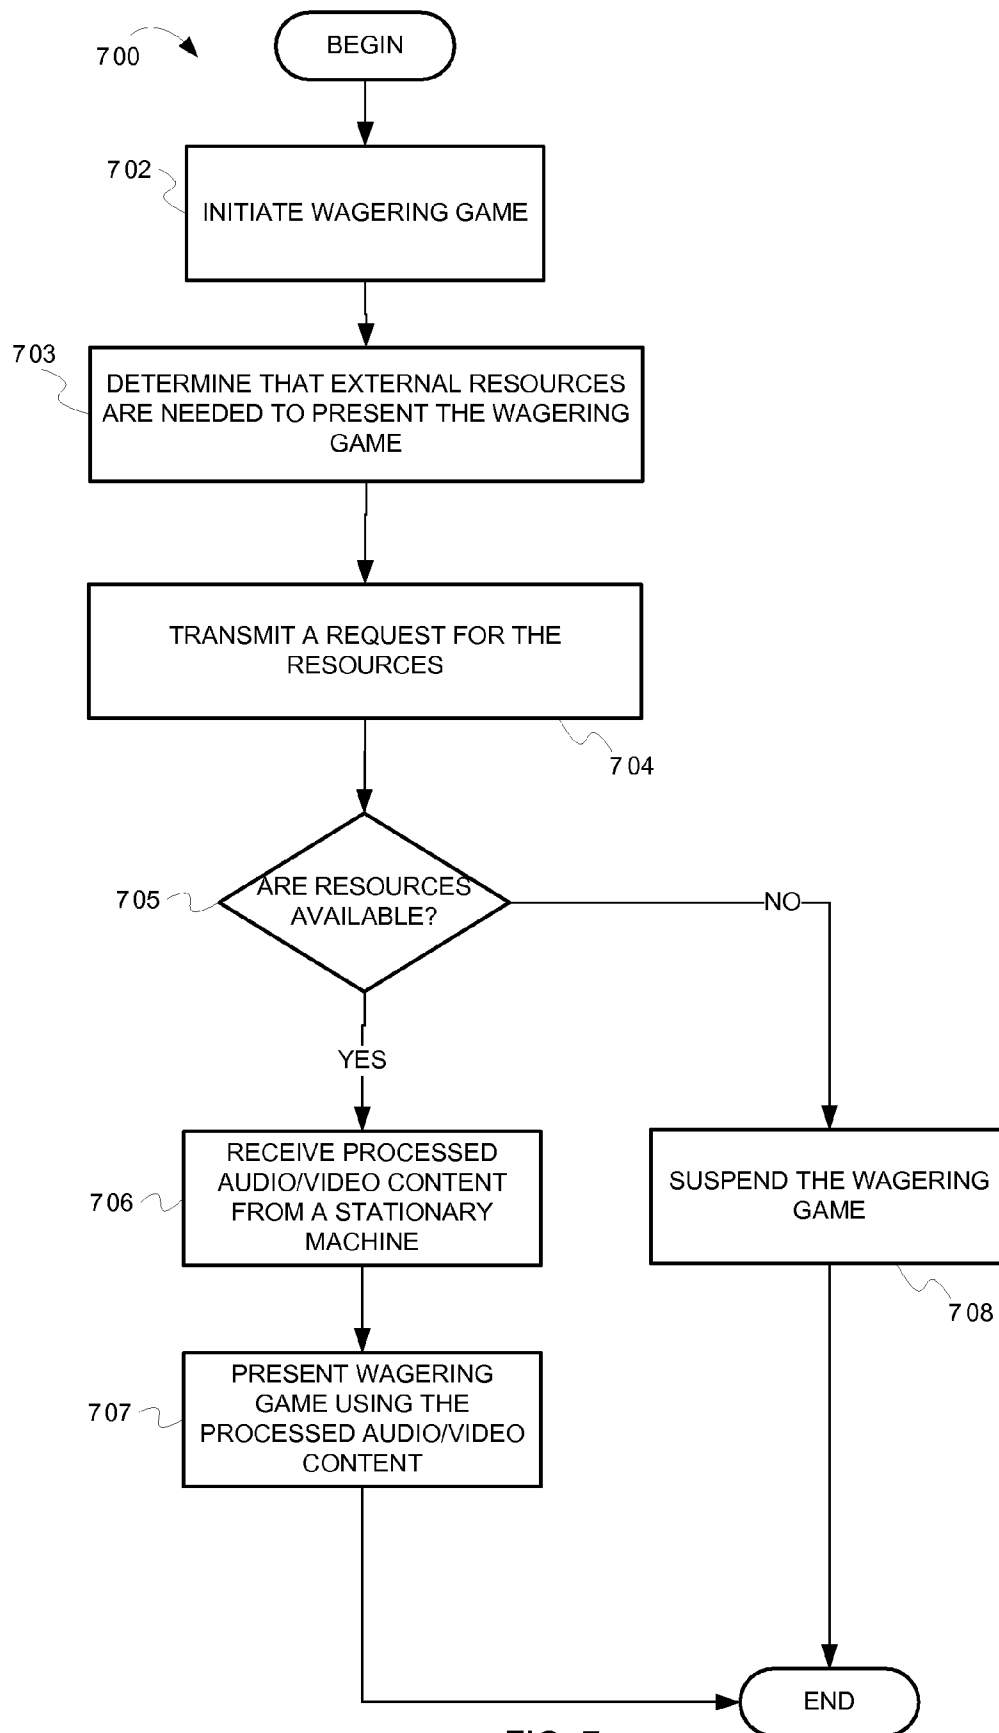 BEGIN
700
702
INITIATE WAGERING GAME
703
DETERMINE THAT EXTERNAL RESOURCES
ARE NEEDED TO PRESENT THE WAGERING
GAME
TRANSMIT A REQUEST FOR THE
RESOURCES
704
705
ARE RESOURCES
AVAILABLE?
NO
YES
706
RECEIVE PROCESSED
AUDIO/VIDEO CONTENT
FROM A STATIONARY
MACHINE
SUSPEND THE WAGERING
GAME
708
707
PRESENT WAGERING
GAME USING THE
PROCESSED AUDIO/VIDEO
CONTENT
END